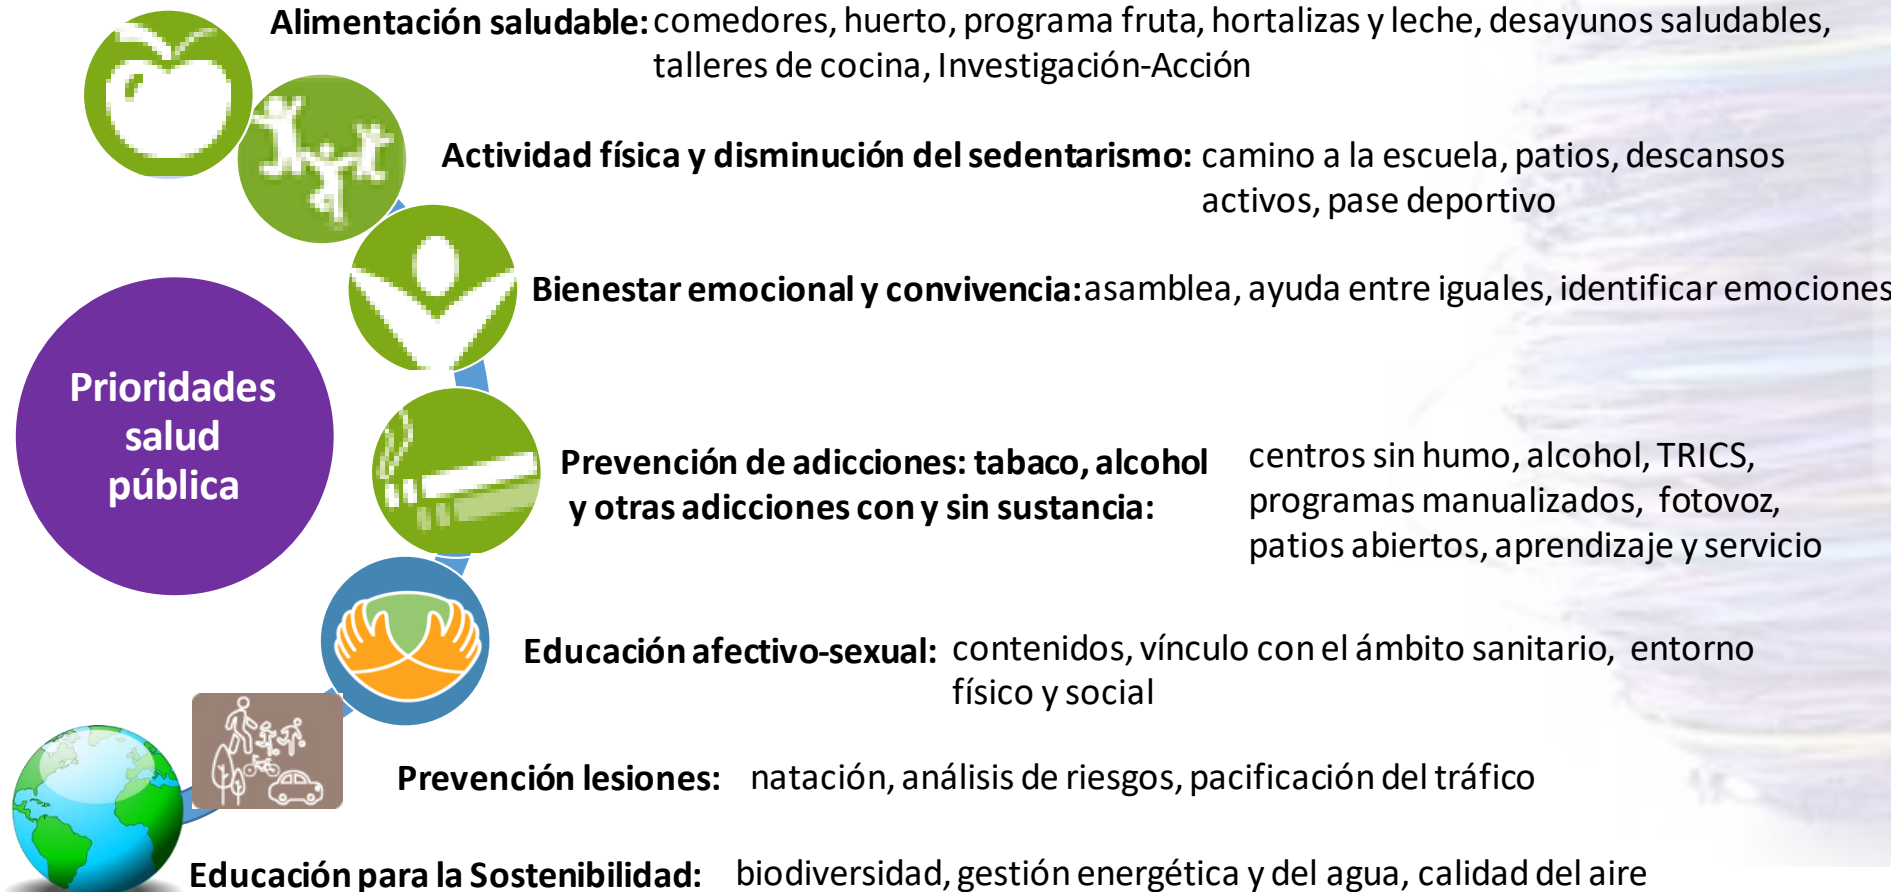 Alimentación saludable: comedores, huerto, programa fruta, hortalizas y leche, desayunos saludables,
talleres de cocina, Investigación-Acción
Actividad física y disminución del sedentarismo: camino a la escuela, patios, descansos
activos, pase deportivo
Bienestar emocional y convivencia: asamblea, ayuda entre iguales, identificar emociones
Prioridades
salud
pública
Prevención de adicciones: tabaco, alcohol
y otras adicciones con y sin sustancia:
centros sin humo, alcohol, TRICS,
programas manualizados, fotovoz,
patios abiertos, aprendizaje y servicio
Educación afectivo-sexual: contenidos, vínculo con el ámbito sanitario, entorno
físico y social
Prevención lesiones: natación, análisis de riesgos, pacificación del tráfico
Educación para la Sostenibilidad: biodiversidad, gestión energética y del agua, calidad del aire